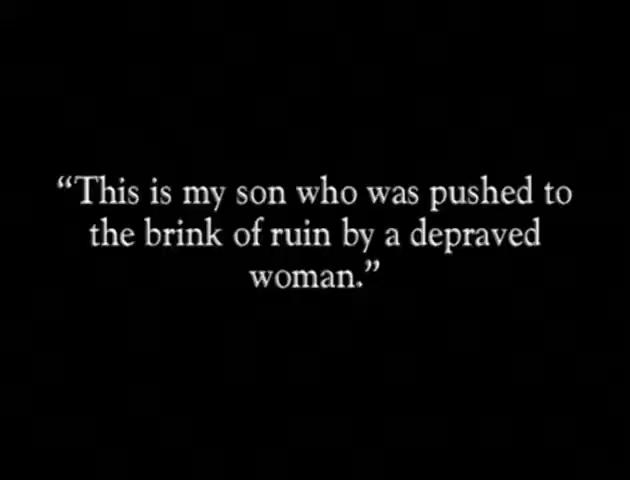 “This is my son who was pushed to
the brink of ruin by a depraved
woman.”